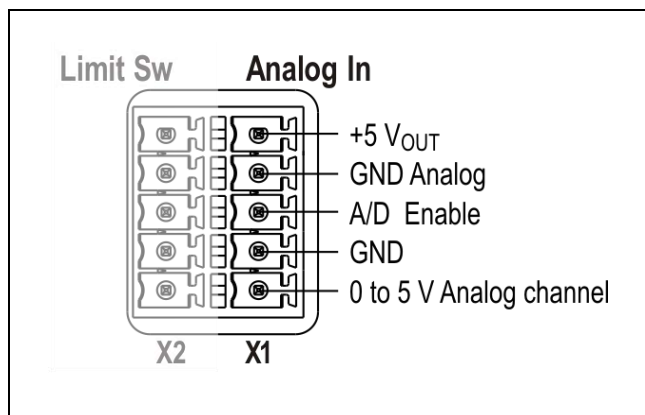 Limit Sw Analog In
+5 VOUT
GND Analog
A/D Enable
GND
0 to 5 V Analog channel
X2 X1